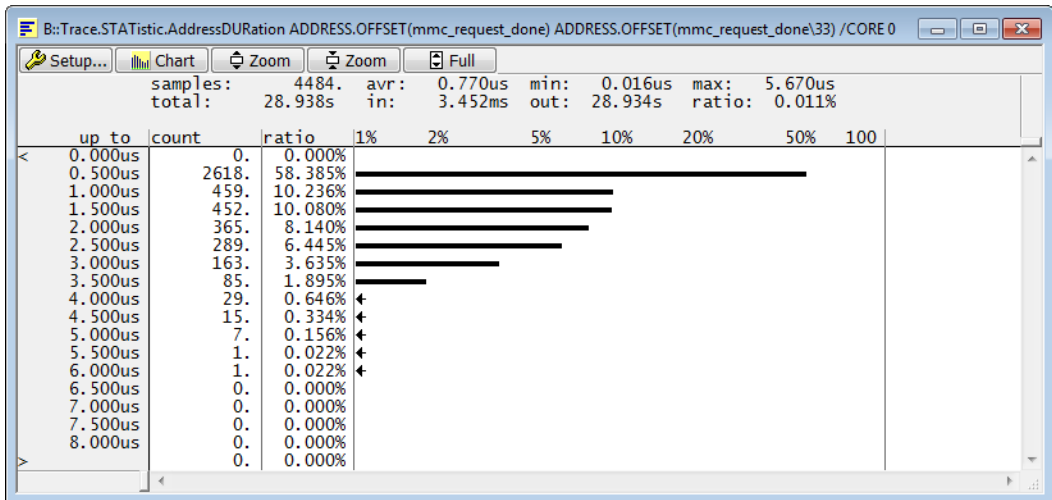 B::Trace.STATistic.AddressDURation ADDRESS.OFFSET(mmc_request_done) ADDRESS.OFFSET(mmc_request_done\33) /CORE 0
Setup... Chart Zoom Zoom Full
samples: 4484. avr: 0.770us min: 0.016us max: 5.670us
total: 28.938s in: 3.452ms out: 28.934s ratio: 0.011%
up to count ratio 1% 2% 5% 10% 20% 50% 100
< 0.000us 0. 0.000%
0.500us 2618. 58.385%
1.000us 459. 10.236%
1.500us 452. 10.080%
2.000us 365. 8.140%
2.500us 289. 6.445%
3.000us 163. 3.635%
3.500us 85. 1.895%
4.000us 29. 0.646%
4.500us 15. 0.334%
5.000us 7. 0.156%
5.500us 1. 0.022%
6.000us 1. 0.022%
6.500us 0. 0.000%
7.000us 0. 0.000%
7.500us 0. 0.000%
8.000us 0. 0.000%
> 0. 0.000%